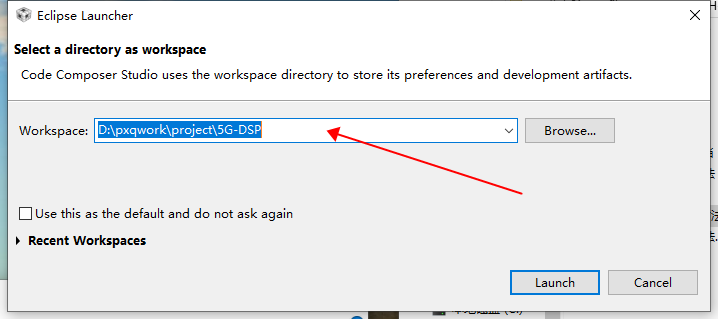 Eclipse Launcher
Select a directory as workspace
Code Composer Studio uses the workspace directory to store its preferences and development artifacts.
Workspace: D:\pxqwork\project\5G-DSP Browse...
Use this as the default and do not ask again
Recent Workspaces
Launch Cancel